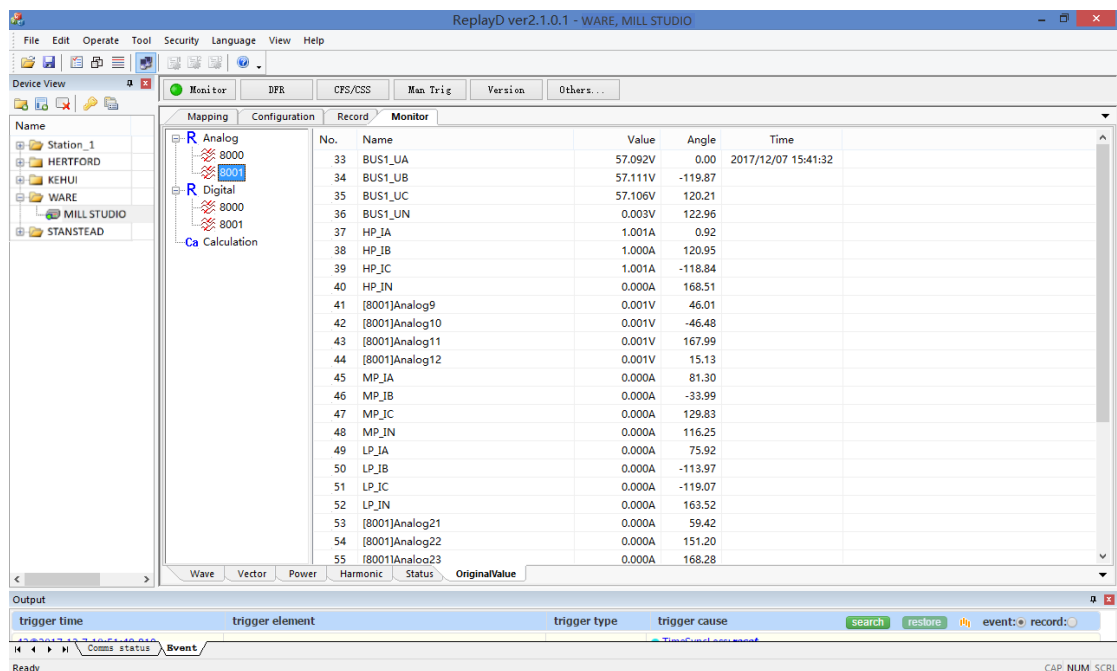 ReplayD ver2.1.0.1 - WARE, MILL STUDIO
File Edit Operate Tool Security Language View Help
Device View
Name
Station_1
HERTFORD
KEHUI
WARE
MILL STUDIO
STANSTEAD
Monitor DFR CFS/CSS Man Trig Version Others...
Mapping Configuration Record Monitor
R Analog
8000
8001
R Digital
8000
8001
Ca Calculation
No. Name Value Angle Time
33 BUS1_UA 57.092V 0.00 2017/12/07 15:41:32
34 BUS1_UB 57.111V -119.87
35 BUS1_UC 57.106V 120.21
36 BUS1_UN 0.003V 122.96
37 HP_IA 1.001A 0.92
38 HP_IB 1.000A 120.95
39 HP_IC 1.001A -118.84
40 HP_IN 0.000A 168.51
41 [8001]Analog9 0.001V 46.01
42 [8001]Analog10 0.001V -46.48
43 [8001]Analog11 0.001V 167.99
44 [8001]Analog12 0.001V 15.13
45 MP_IA 0.000A 81.30
46 MP_IB 0.000A -33.99
47 MP_IC 0.000A 129.83
48 MP_IN 0.000A 116.25
49 LP_IA 0.000A 75.92
50 LP_IB 0.000A -113.97
51 LP_IC 0.000A -119.07
52 LP_IN 0.000A 163.52
53 [8001]Analog21 0.000A 59.42
54 [8001]Analog22 0.000A 151.20
55 [8001]Analog23 0.000A 168.28
Wave Vector Power Harmonic Status OriginalValue
Output
trigger time trigger element trigger type trigger cause search restore event: record:
Comms status Event
Ready CAP NUM SCRL